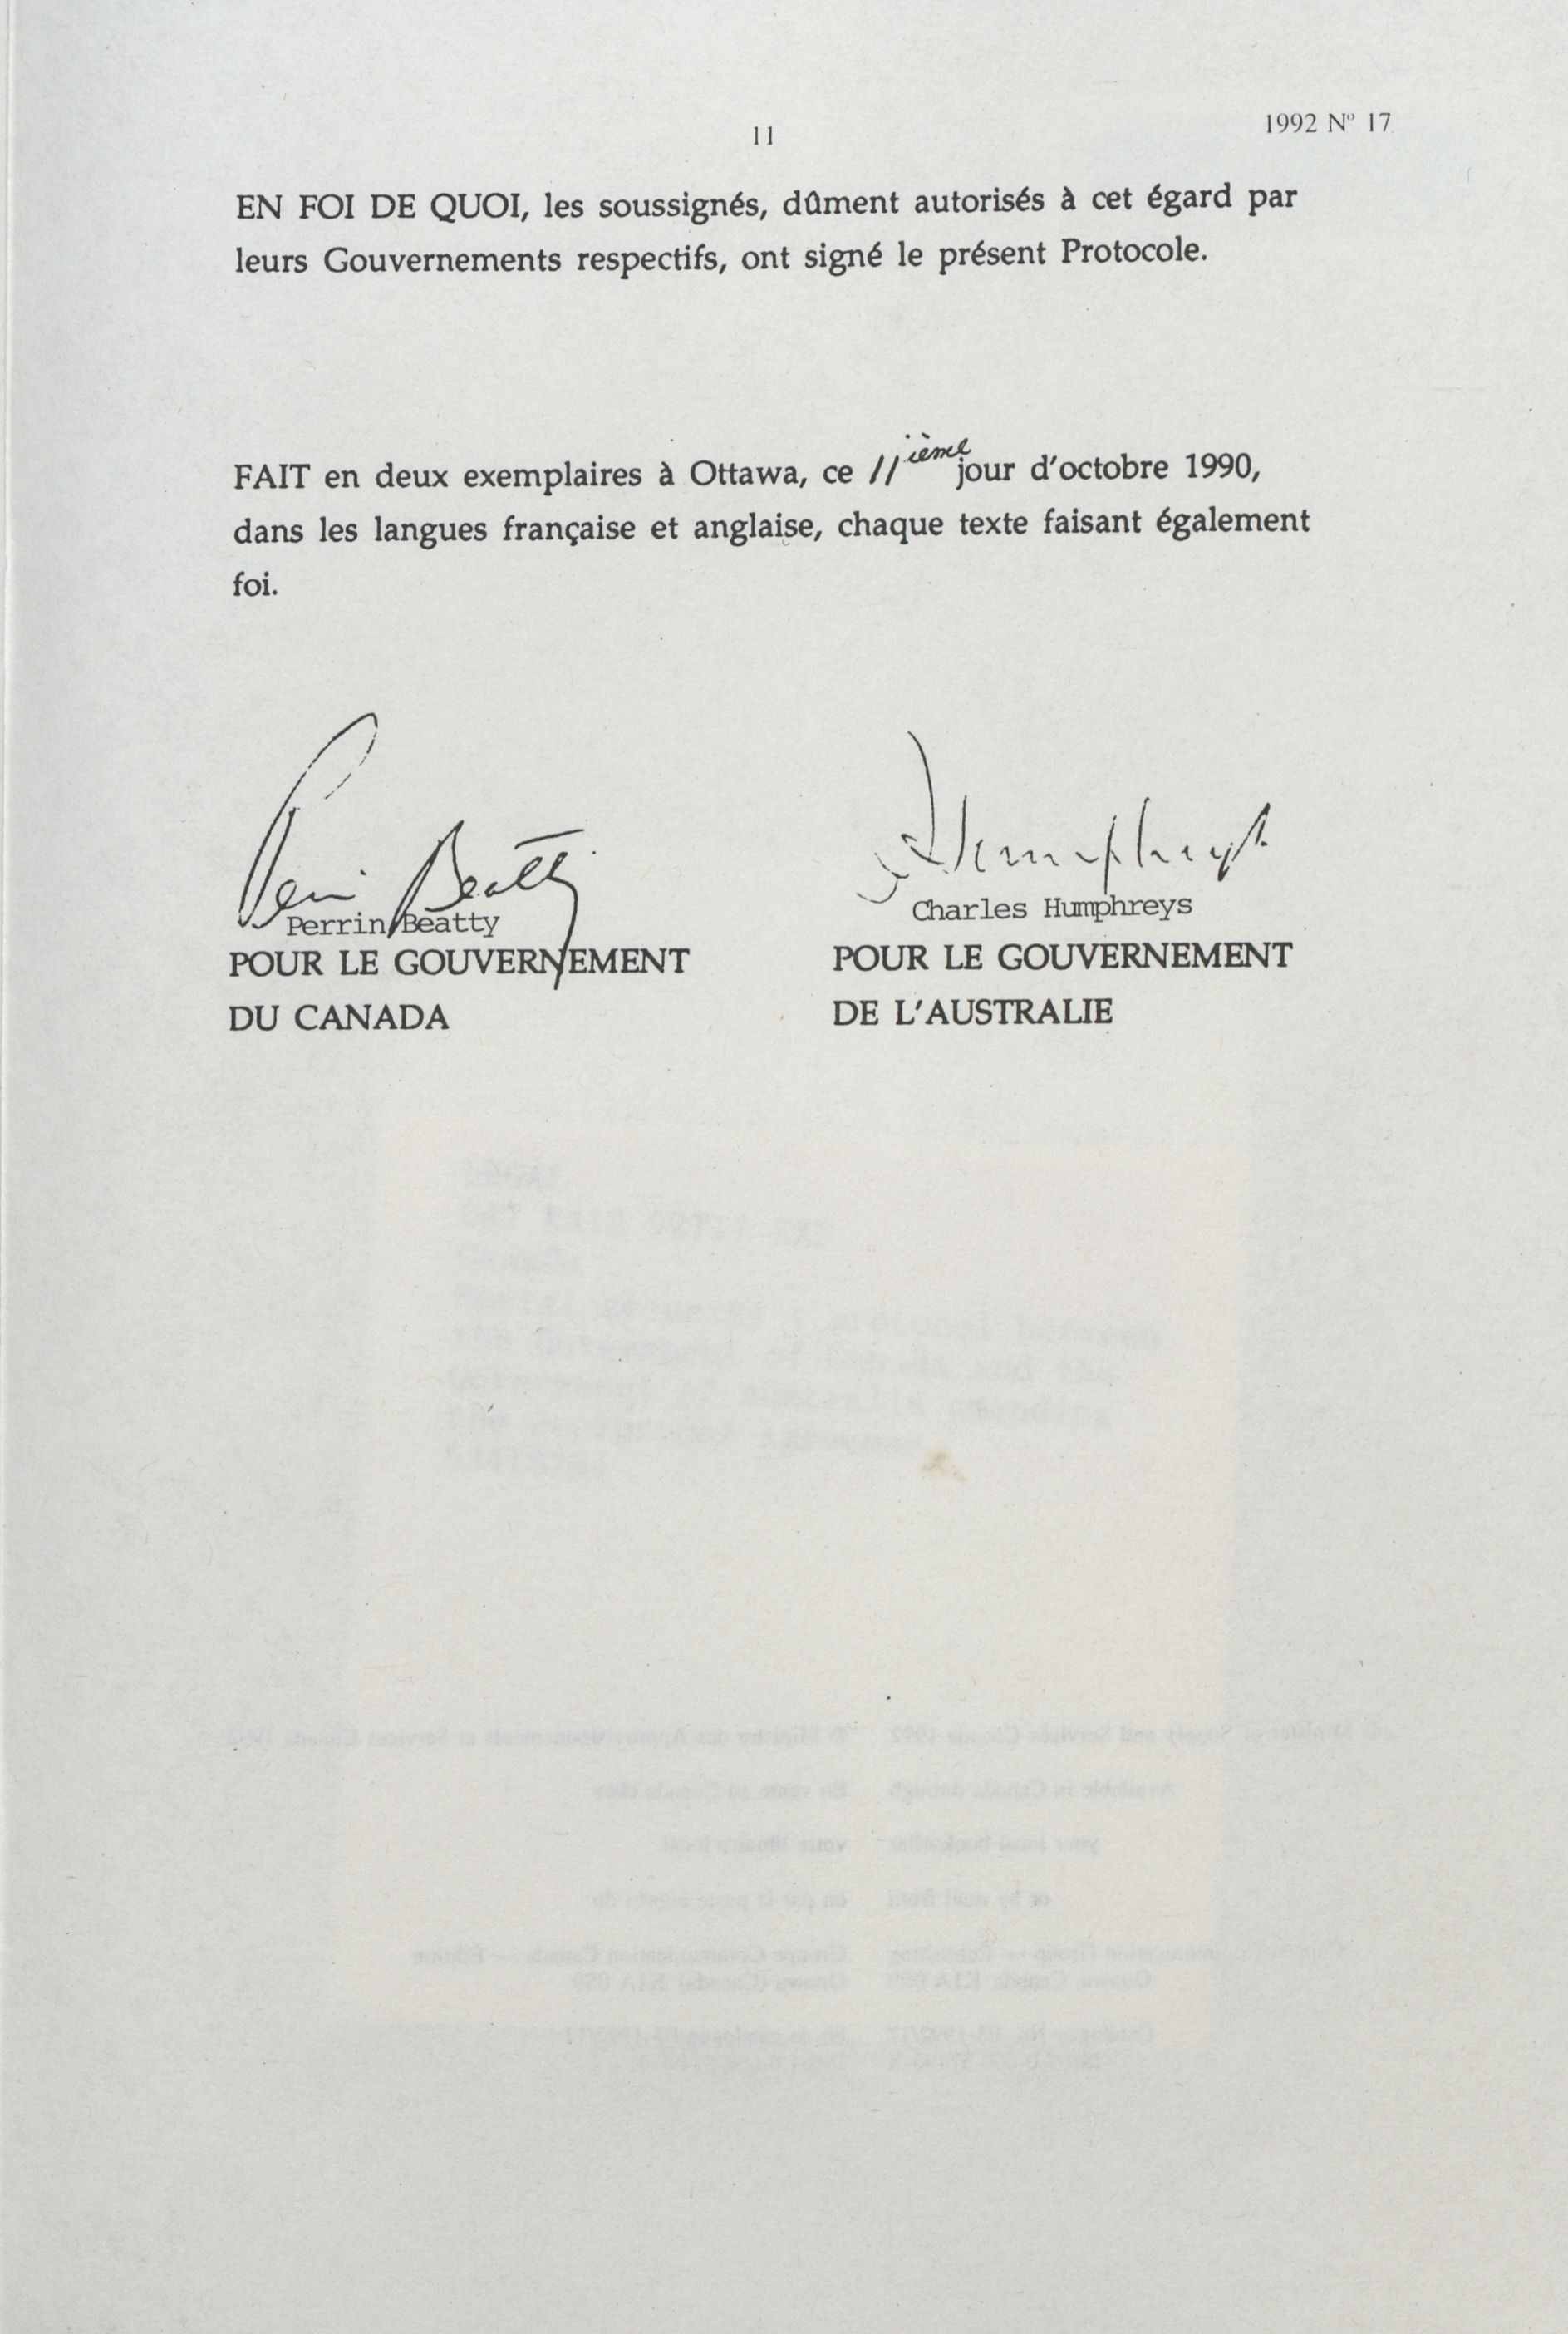 11
1992 Nº 17
EN FOI DE QUOI, les soussignés, dûment autorisés à cet égard par
leurs Gouvernements respectifs, ont signé le présent Protocole.
FAIT en deux exemplaires à Ottawa, ce 11ième jour d'octobre 1990,
dans les langues française et anglaise, chaque texte faisant également
foi.
Perrin Beatty
Perrin Beatty
POUR LE GOUVERNEMENT
DU CANADA
Humphreys
Charles Humphreys
POUR LE GOUVERNEMENT
DE L'AUSTRALIE